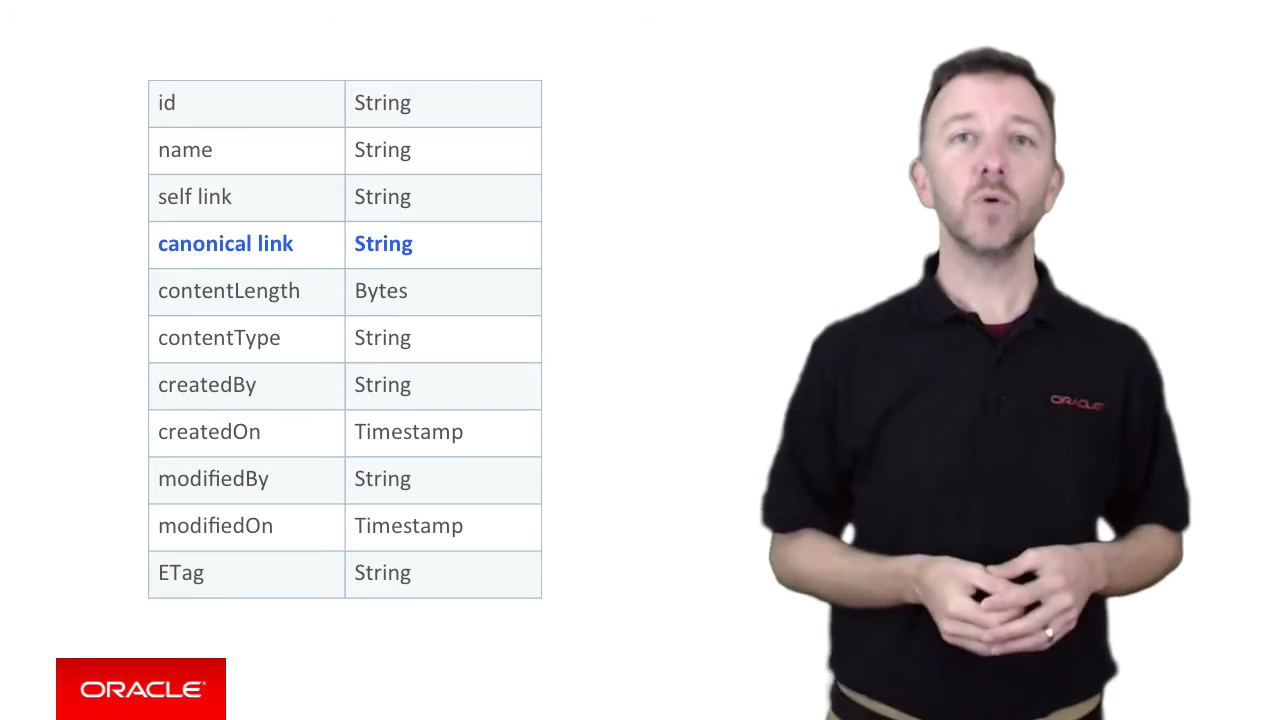 id String
name String
self link String
canonical link String
contentLength Bytes
contentType String
createdBy String
createdOn Timestamp
modifiedBy String
modifiedOn Timestamp
ETag String
ORACLE
ORACLE